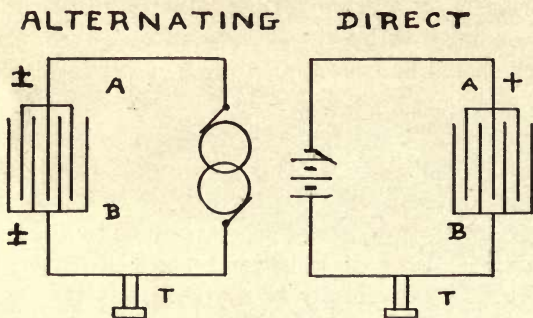 ALTERNATING DIRECT
± A A +
B B
±
T T